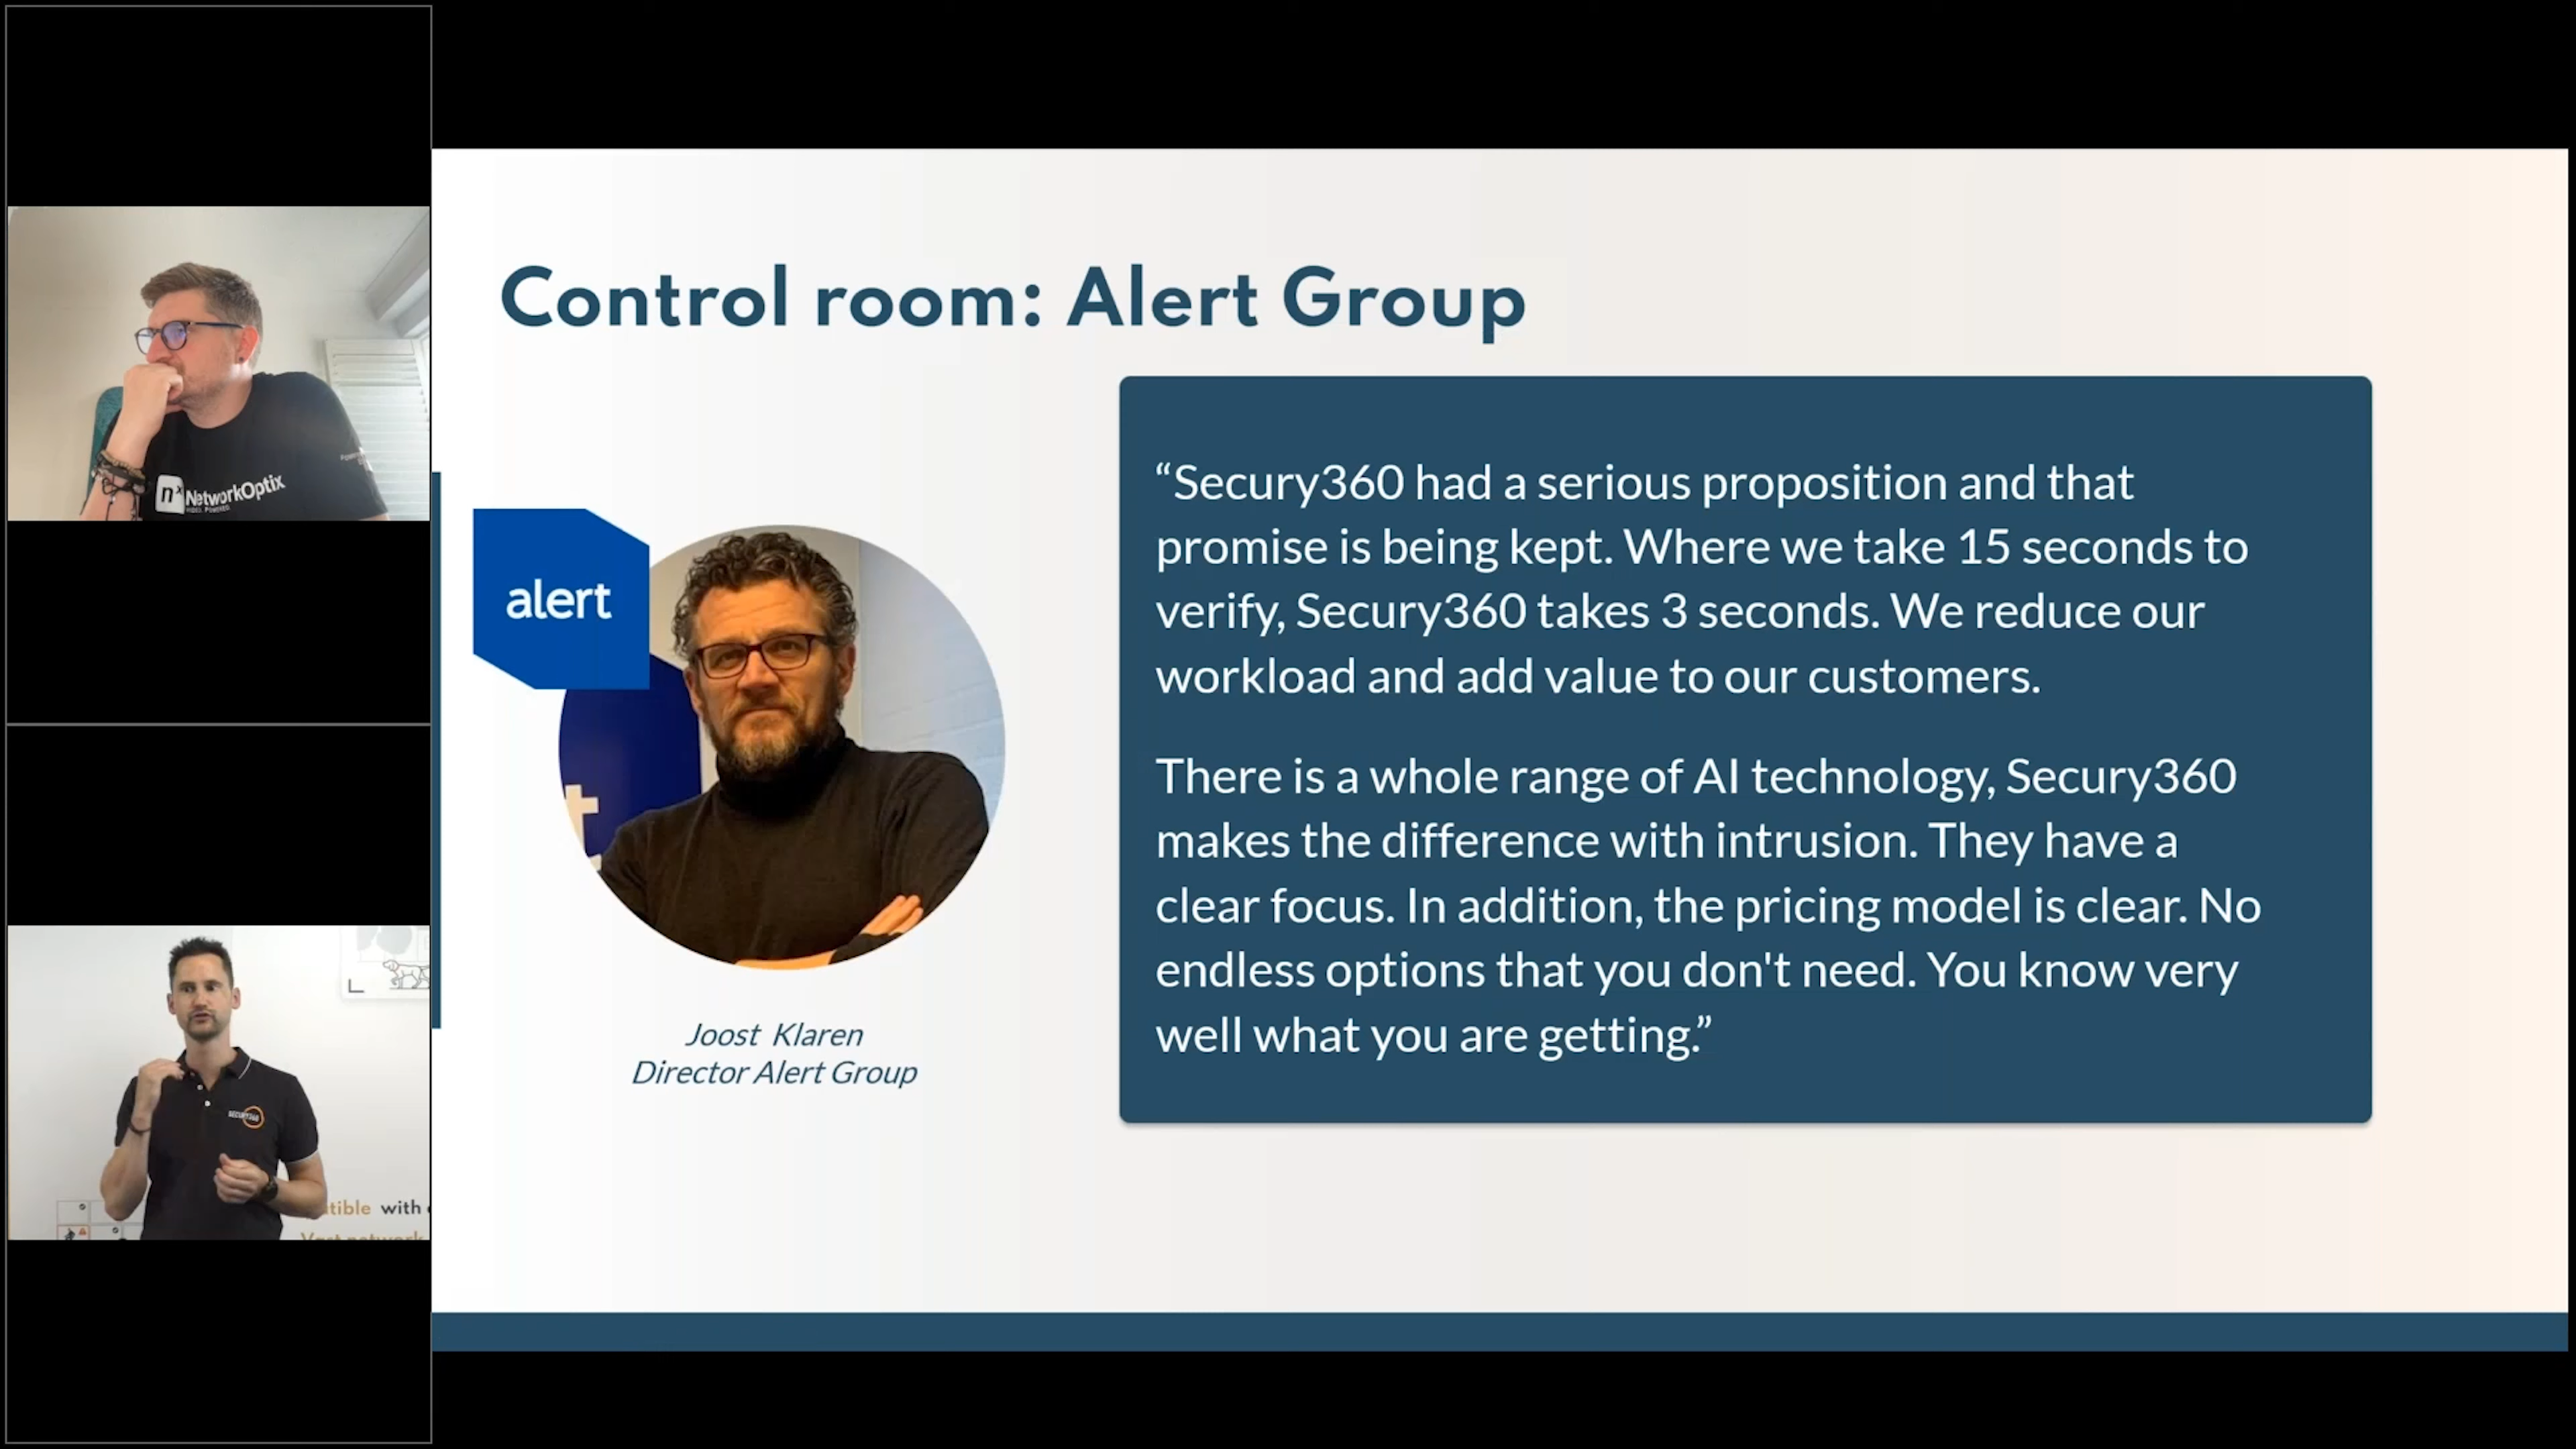 Control room: Alert Group
alert
Joost Klaren
Director Alert Group
“Secury360 had a serious proposition and that
promise is being kept. Where we take 15 seconds to
verify, Secury360 takes 3 seconds. We reduce our
workload and add value to our customers.
There is a whole range of AI technology, Secury360
makes the difference with intrusion. They have a
clear focus. In addition, the pricing model is clear. No
endless options that you don't need. You know very
well what you are getting.”
nx NetworkOptix
SECURY360
tible with
Vast network
t